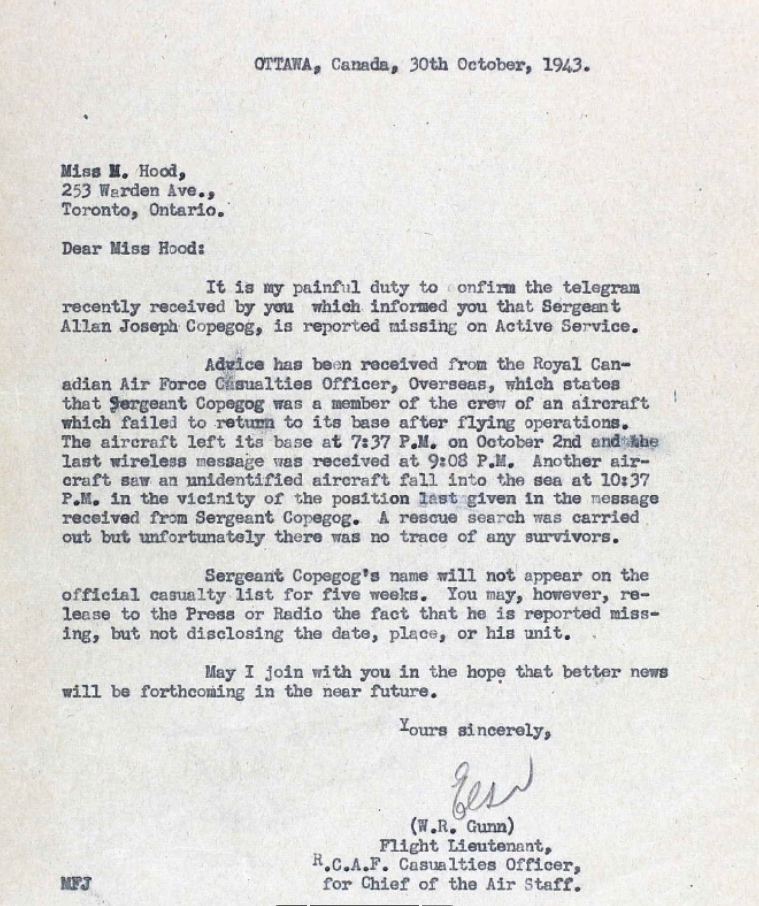 OTTAWA, Canada, 30th October, 1943.
Miss M. Hood,
253 Warden Ave.,
Toronto, Ontario.
Dear Miss Hood:
It is my painful duty to confirm the telegram
recently received by you which informed you that Sergeant
Allan Joseph Copegog, is reported missing on Active Service.
Advice has been received from the Royal Can-
adian Air Force Casualties Officer, Overseas, which states
that Sergeant Copegog was a member of the crew of an aircraft
which failed to return to its base after flying operations.
The aircraft left its base at 7:37 P.M. on October 2nd and the
last wireless message was received at 9:08 P.M. Another air-
craft saw an unidentified aircraft fall into the sea at 10:37
P.M. in the vicinity of the position last given in the message
received from Sergeant Copegog. A rescue search was carried
out but unfortunately there was no trace of any survivors.
Sergeant Copegog's name will not appear on the
official casualty list for five weeks. You may, however, re-
lease to the Press or Radio the fact that he is reported miss-
ing, but not disclosing the date, place, or his unit.
May I join with you in the hope that better news
will be forthcoming in the near future.
Yours sincerely,
(W.R. Gunn)
Flight Lieutenant,
R.C.A.F. Casualties Officer,
for Chief of the Air Staff.
MFJ